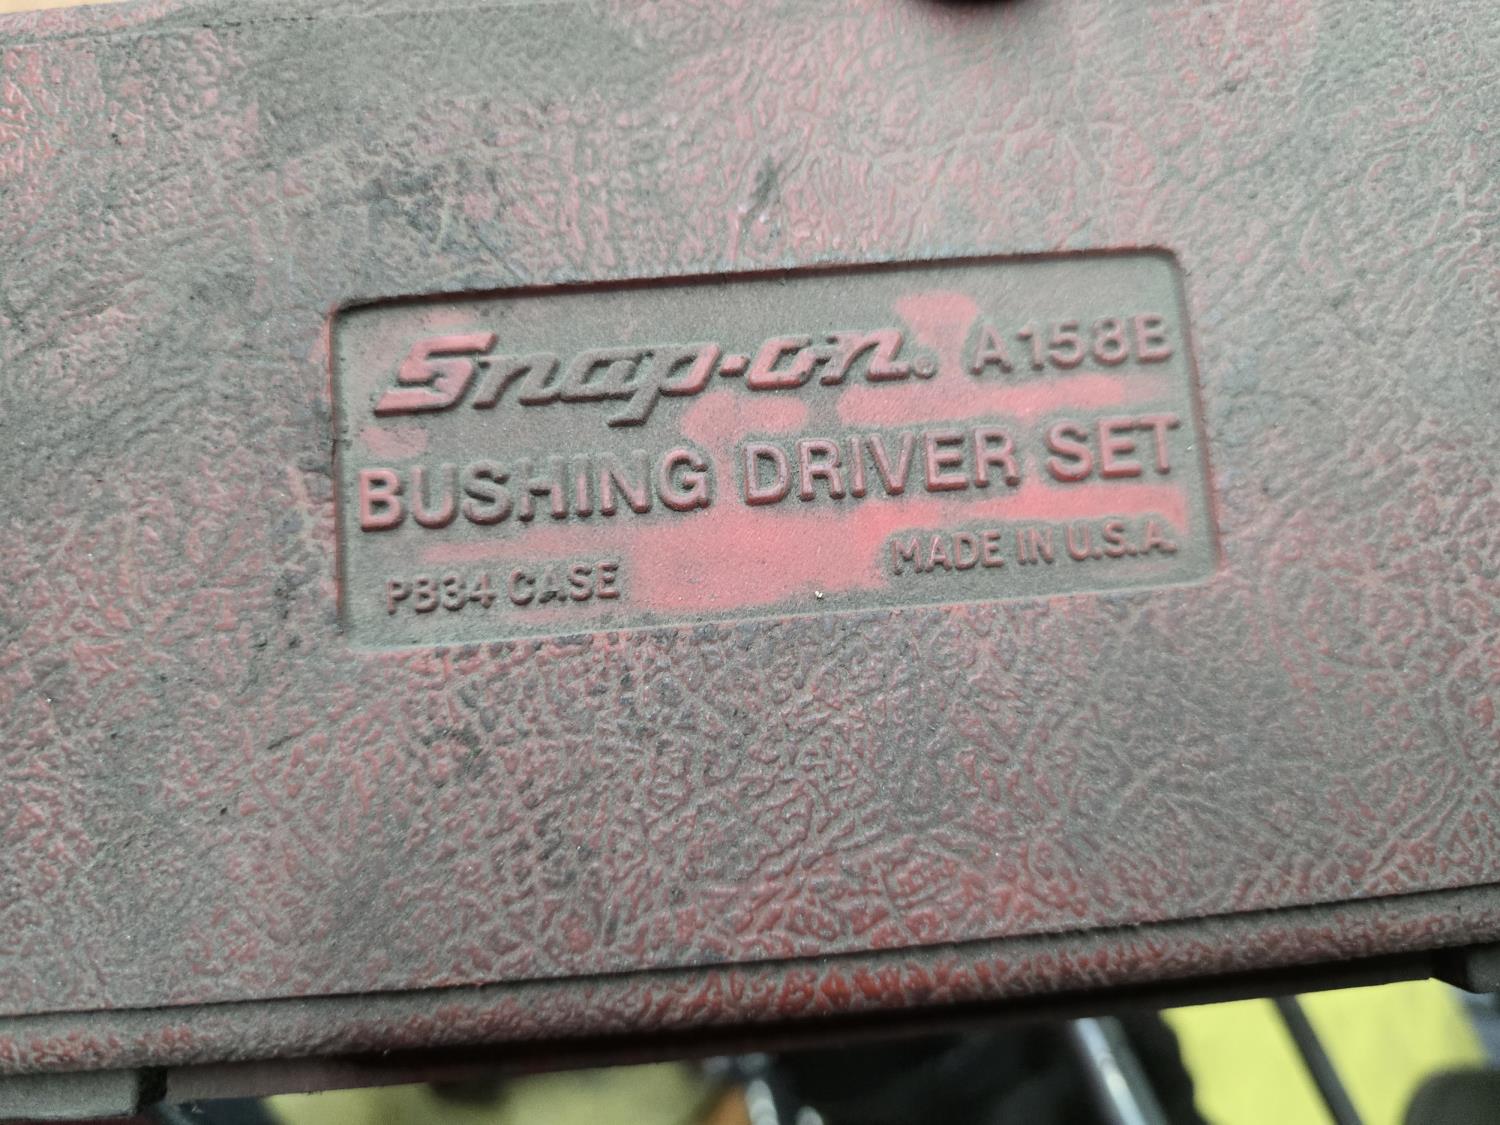 Snap-on® A158B
BUSHING DRIVER SET
PB34 CASE MADE IN U.S.A.